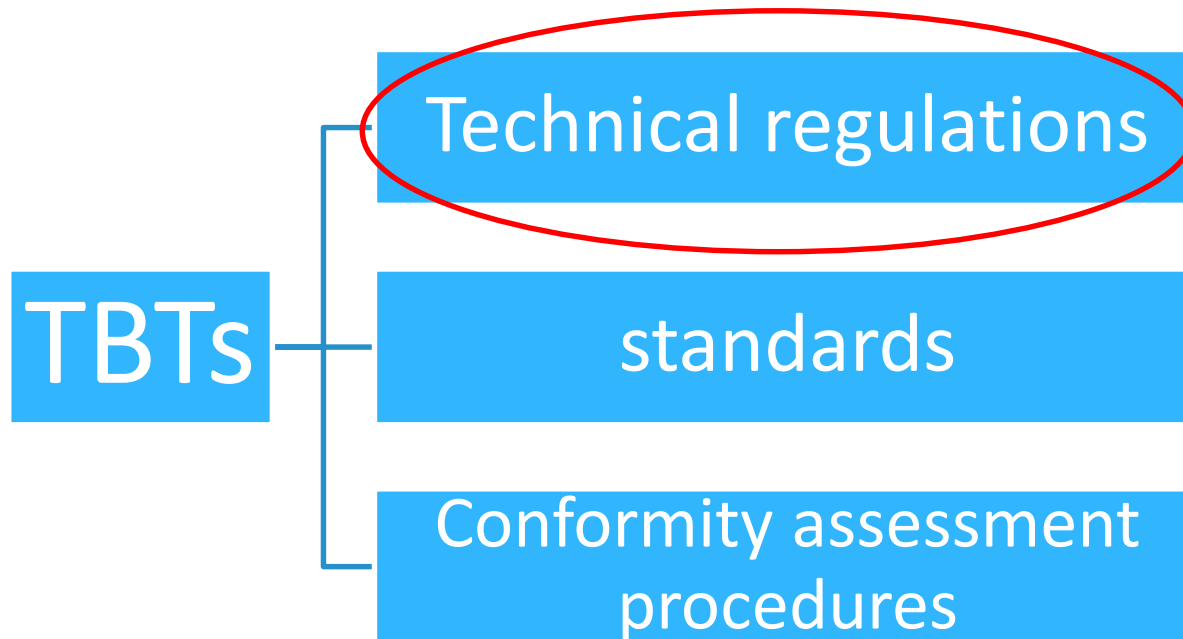 Technical regulations
TBTs
standards
Conformity assessment
procedures